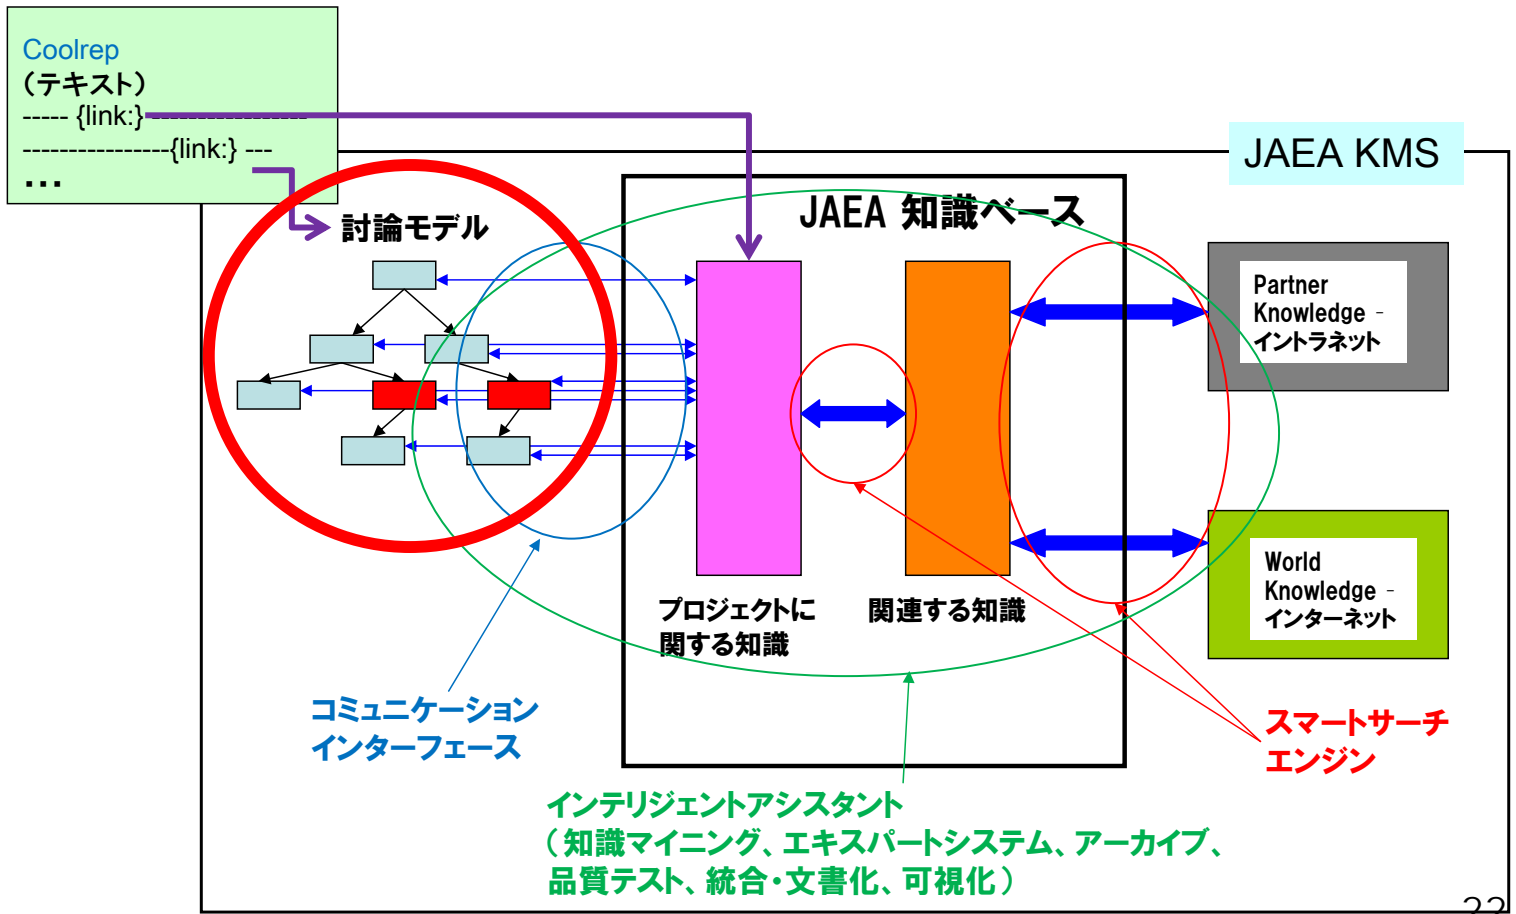 Coolrep
（テキスト）
----- {link:} -----------------
----------------{link:} ---
...
JAEA KMS
討論モデル
JAEA 知識ベース
Partner
Knowledge -
イントラネット
World
Knowledge -
インターネット
プロジェクトに
関する知識
関連する知識
コミュニケーション
インターフェース
スマートサーチ
エンジン
インテリジェントアシスタント
（知識マイニング、エキスパートシステム、アーカイブ、
品質テスト、統合・文書化、可視化）
22